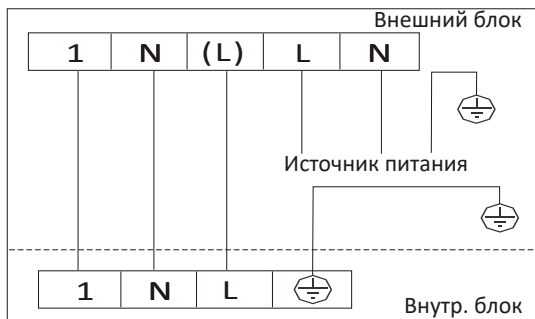 Внешний блок
1 N (L) L N
Источник питания
1 N L
Внутр. блок